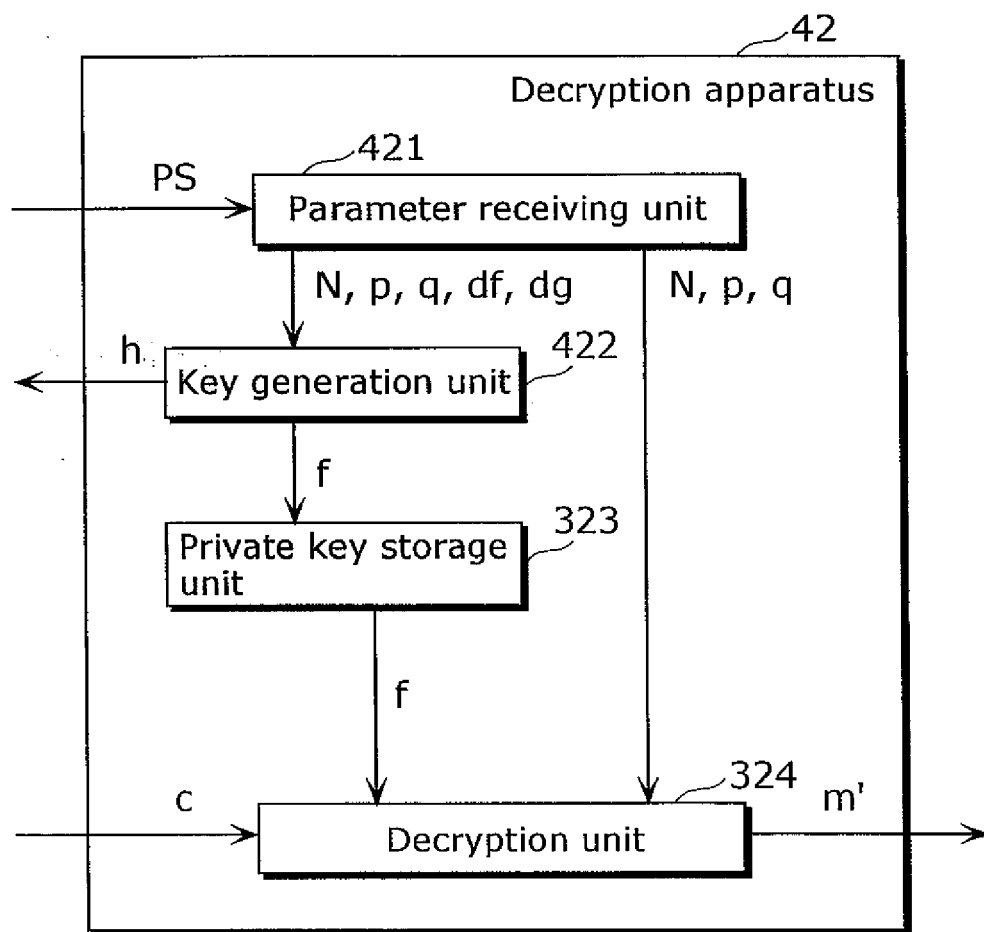 42
Decryption apparatus
421
PS
Parameter receiving unit
N, p, q, df, dg
N, p, q
h
422
Key generation unit
f
323
Private key storage
unit
f
324
c
m'
Decryption unit